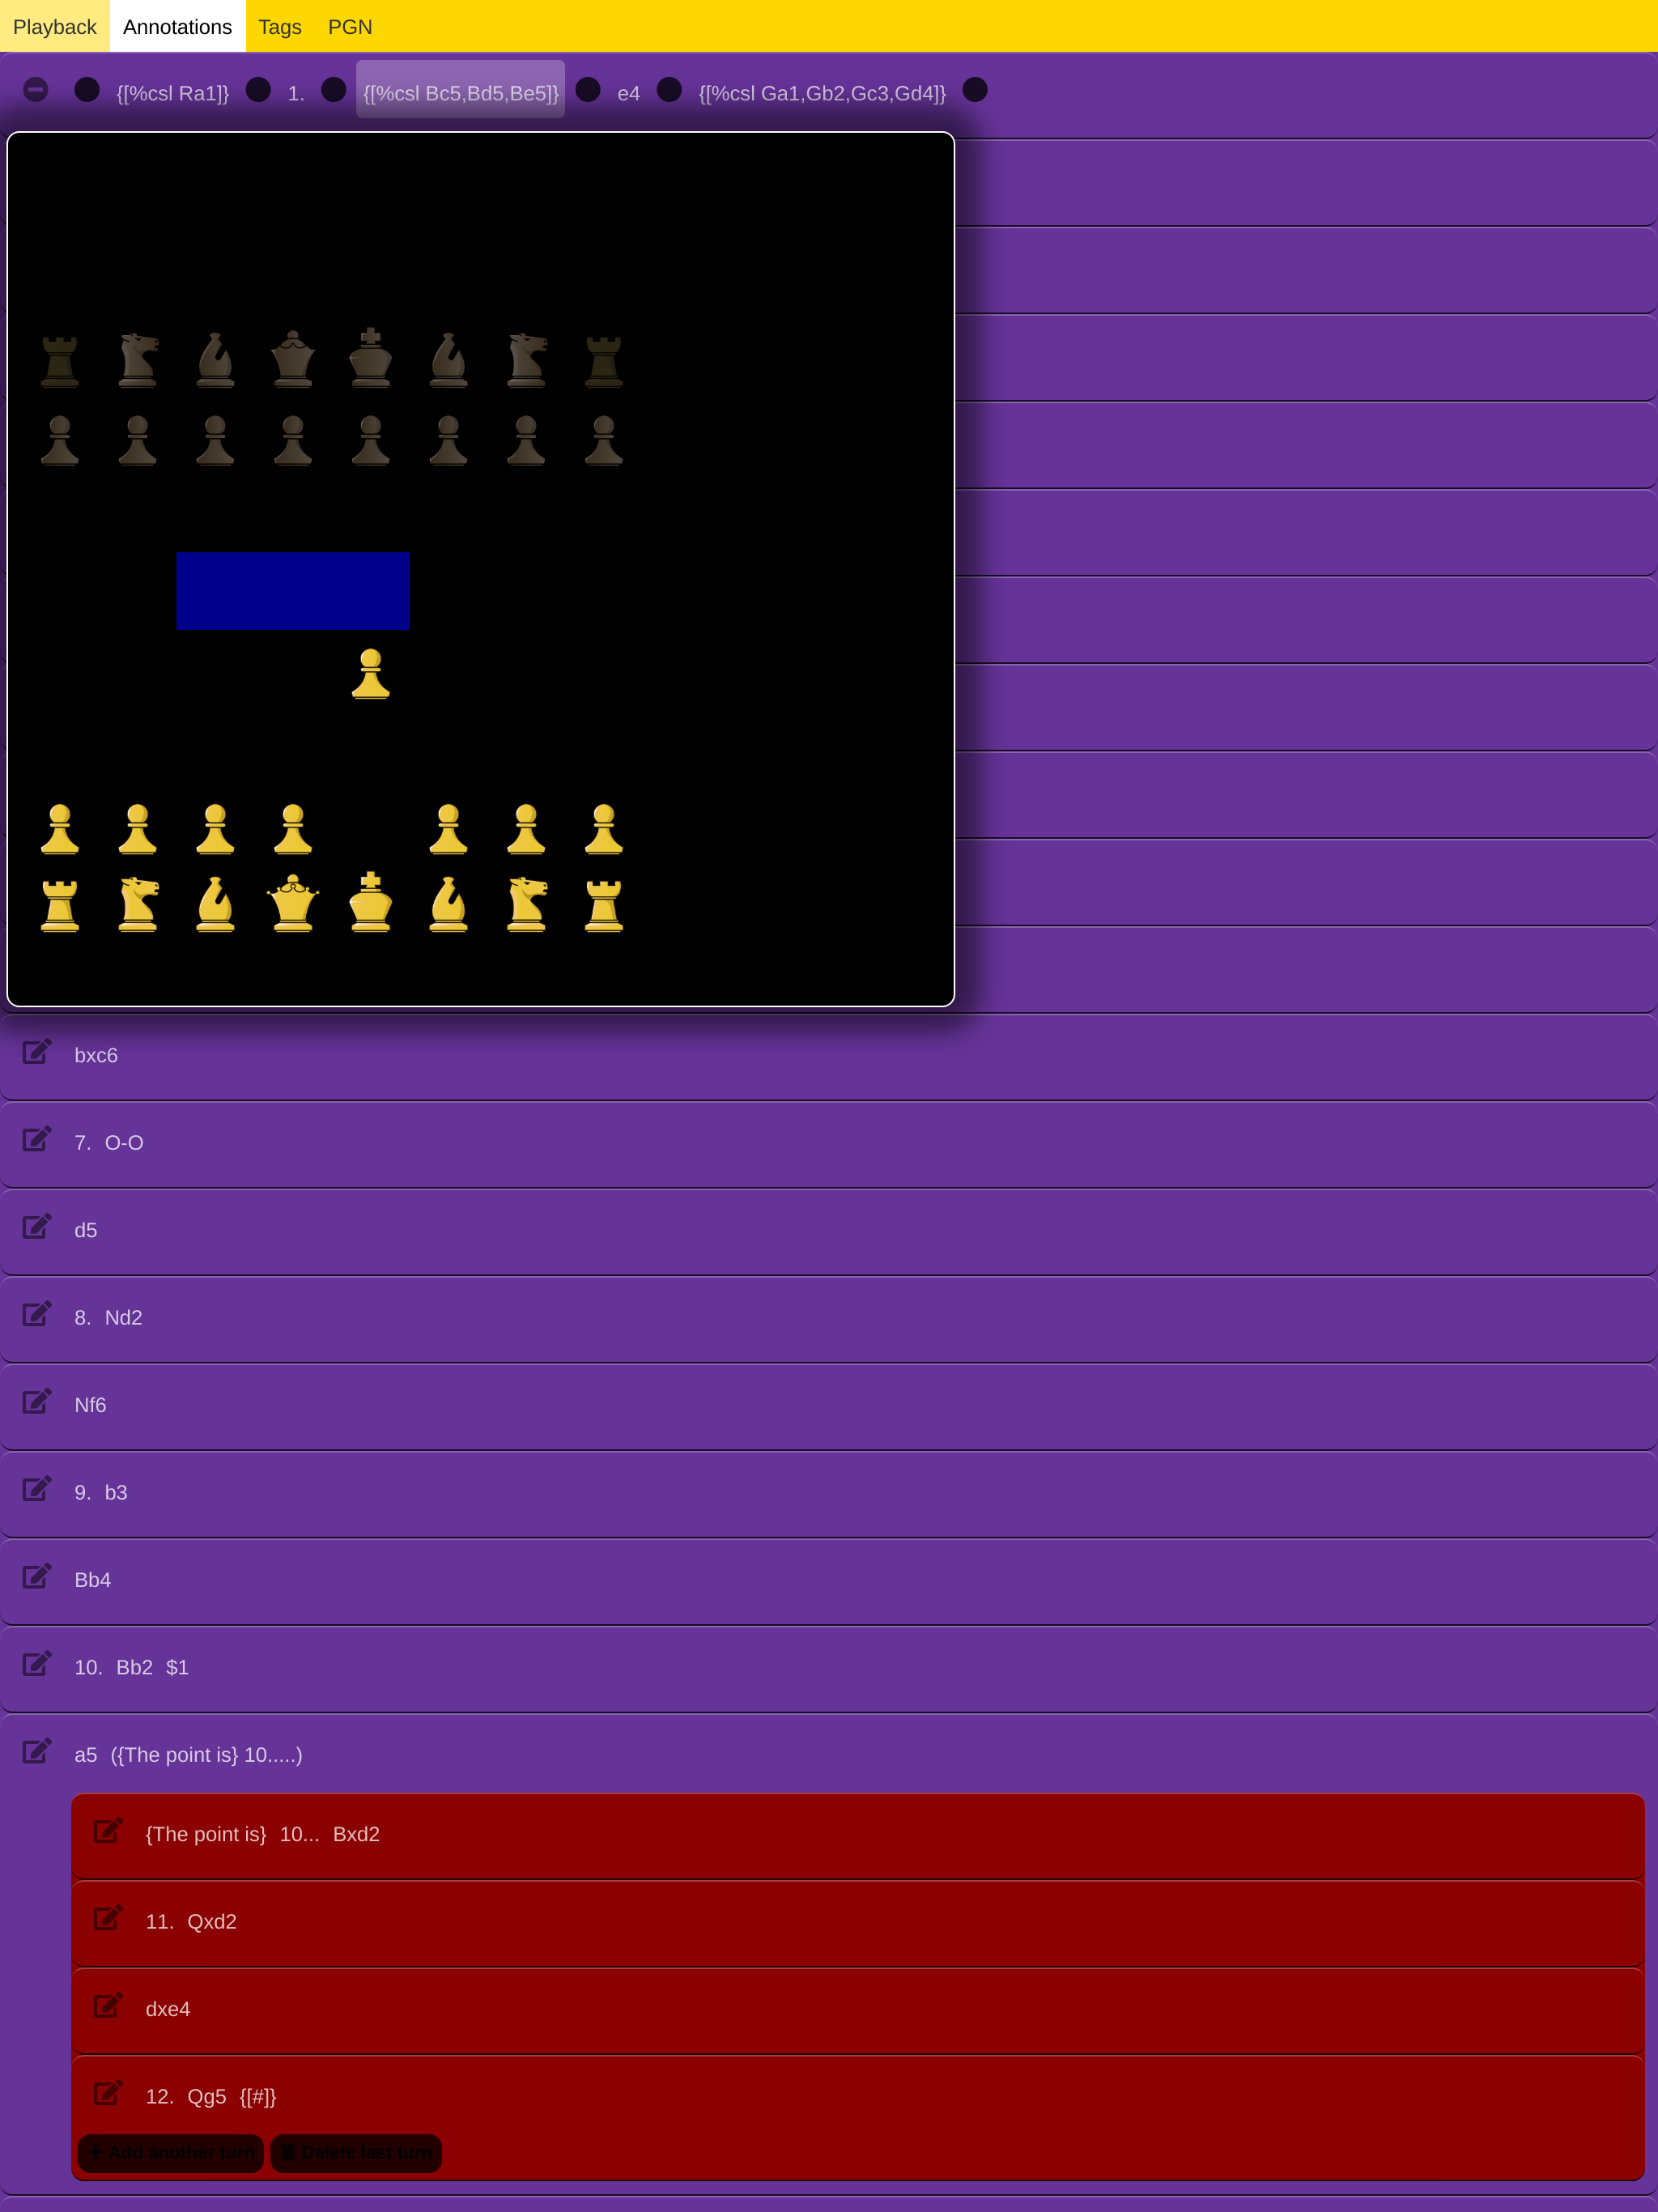 Playback Annotations Tags PGN
{[%csl Ra1]} 1. {[%csl Bc5,Bd5,Be5]} e4 {[%csl Ga1,Gb2,Gc3,Gd4]}
bxc6
7. O-O
d5
8. Nd2
Nf6
9. b3
Bb4
10. Bb2 $1
a5 ({The point is} 10.....)
{The point is} 10... Bxd2
11. Qxd2
dxe4
12. Qg5 {[#]}
Add another turn Delete last turn